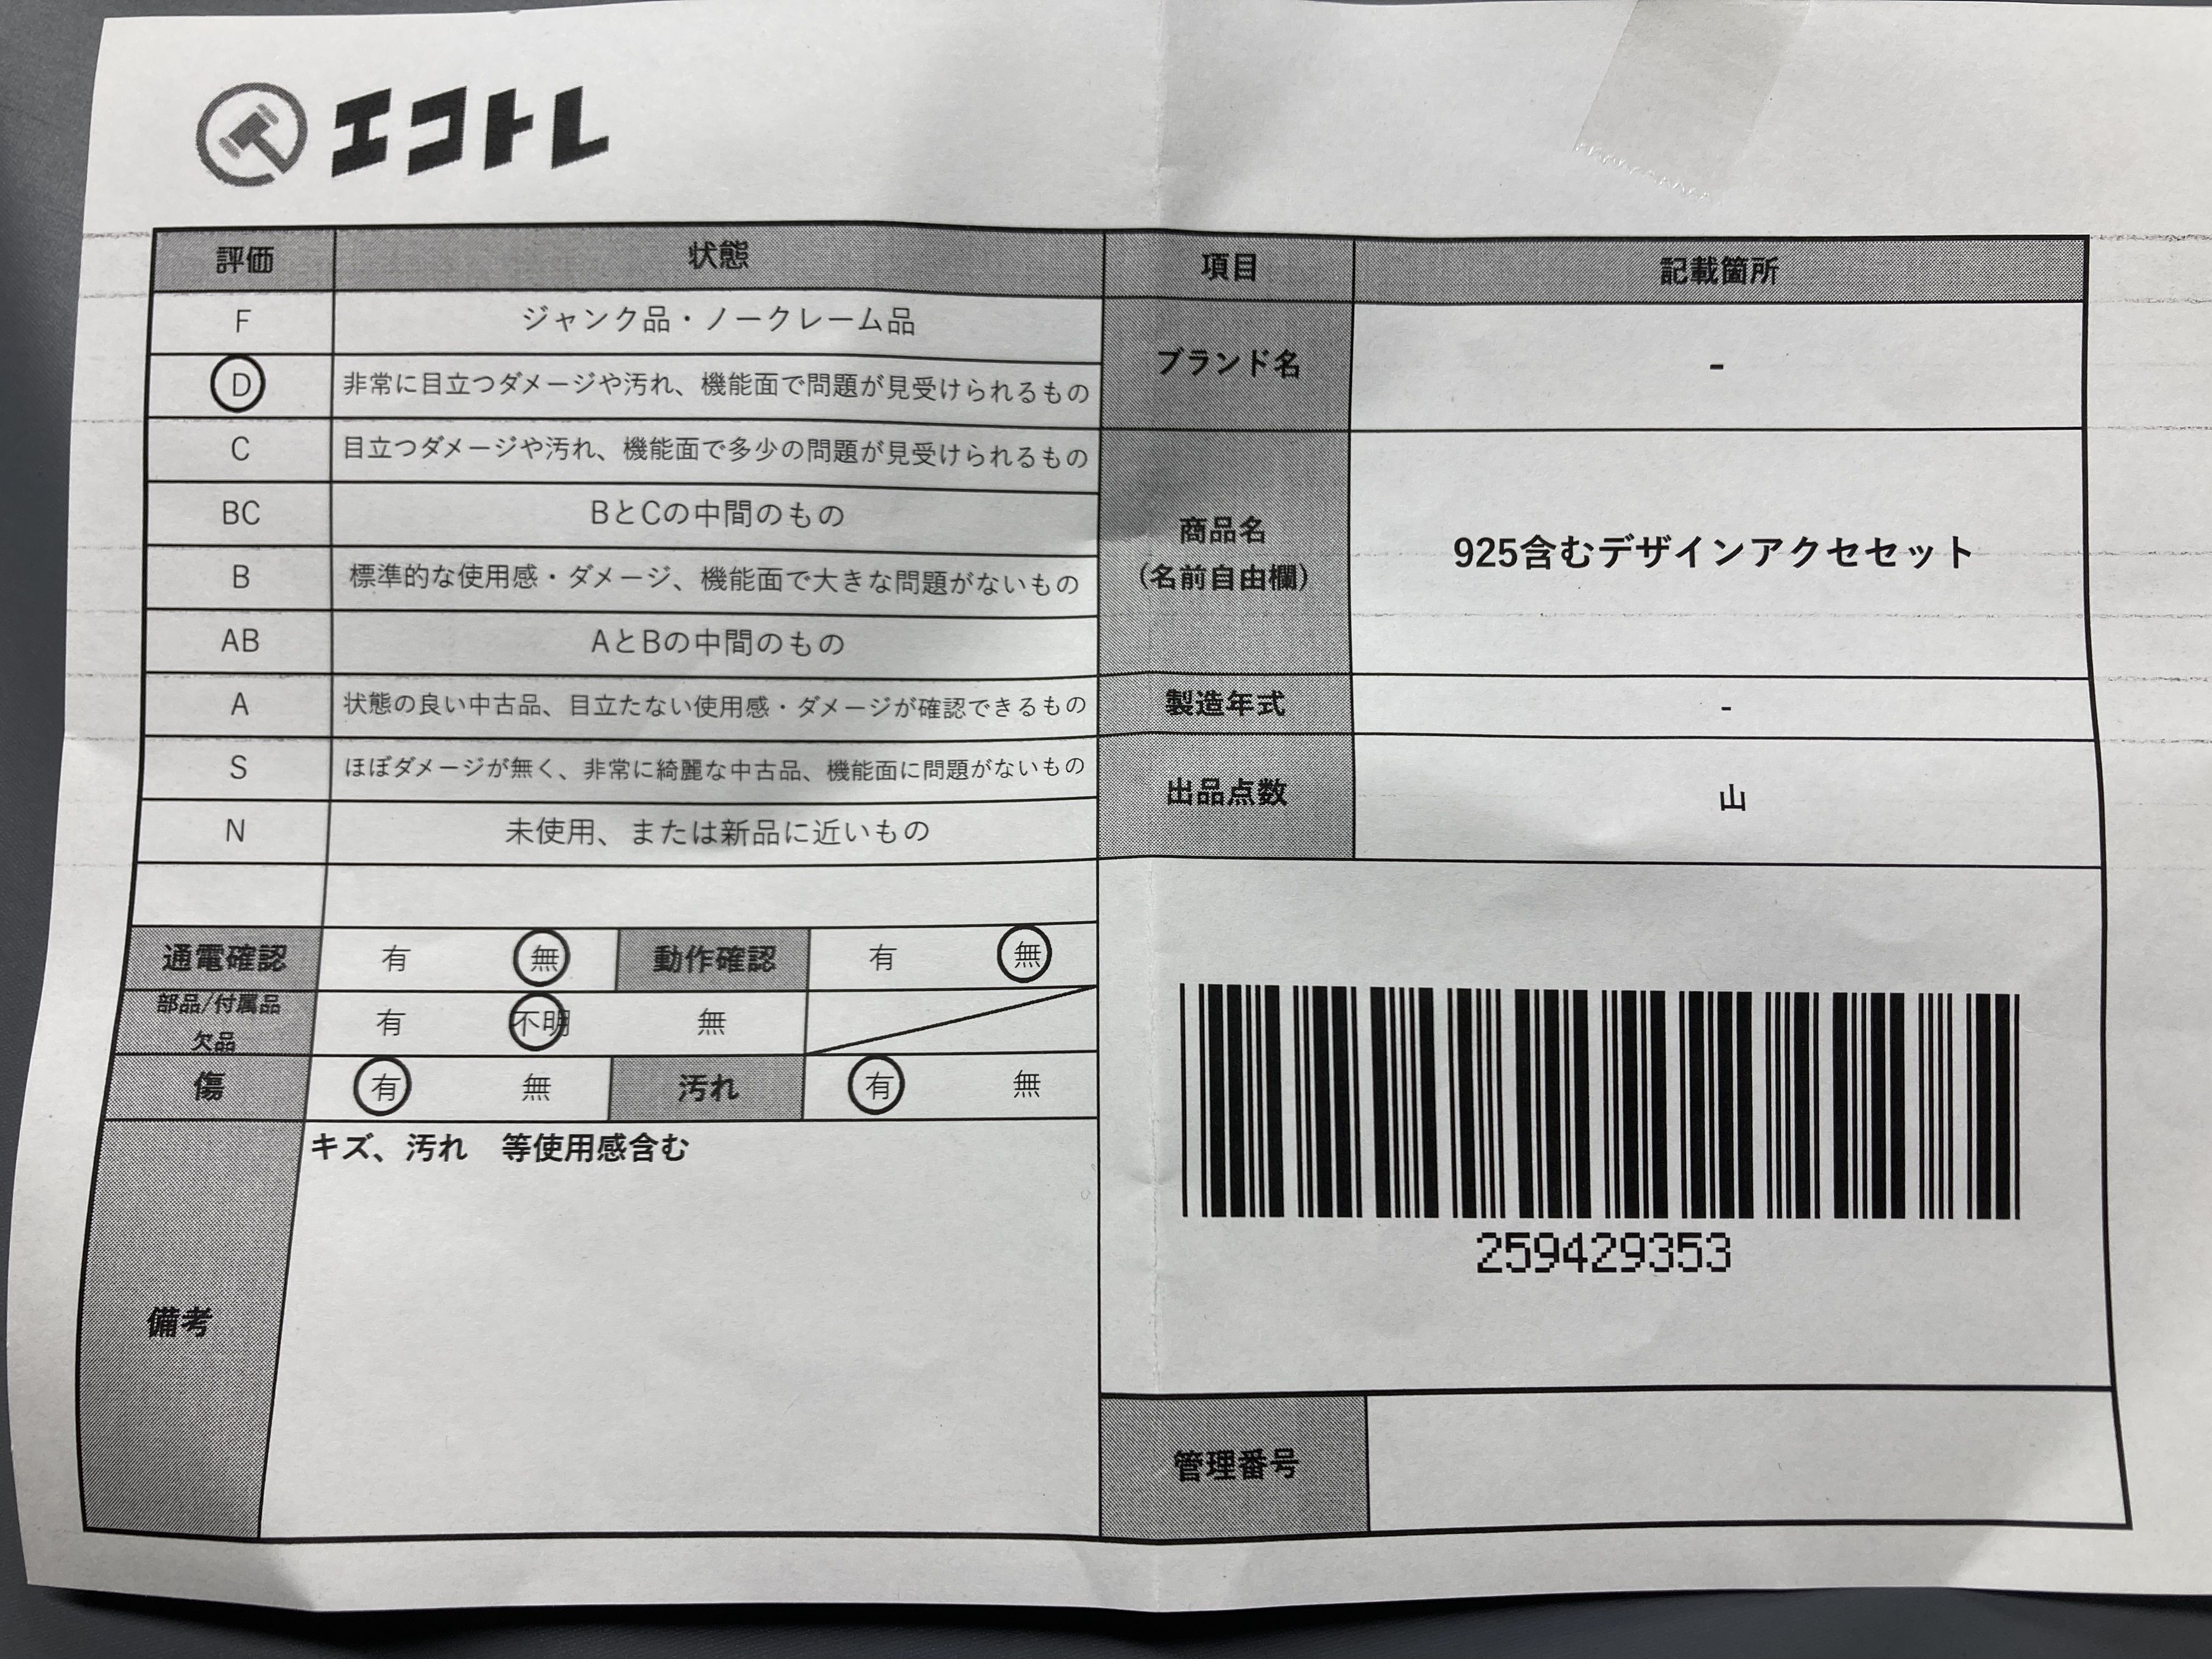 エコトレ
評価 状態 項目 記載箇所
F ジャンク品・ノークレーム品
D 非常に目立つダメージや汚れ、機能面で問題が見受けられるもの
ブランド名 -
C 目立つダメージや汚れ、機能面で多少の問題が見受けられるもの
BC BとCの中間のもの
商品名
(名前自由欄)
925含むデザインアクセセット
B 標準的な使用感・ダメージ、機能面で大きな問題がないもの
AB AとBの中間のもの
A 状態の良い中古品、目立たない使用感・ダメージが確認できるもの
製造年式 -
S ほぼダメージが無く、非常に綺麗な中古品、機能面に問題がないもの
出品点数 山
N 未使用、または新品に近いもの
通電確認 有 無 動作確認 有 無
部品/付属品
欠品
有 不明 無
傷 有 無 汚れ 有 無
備考
キズ、汚れ 等使用感含む
259429353
管理番号